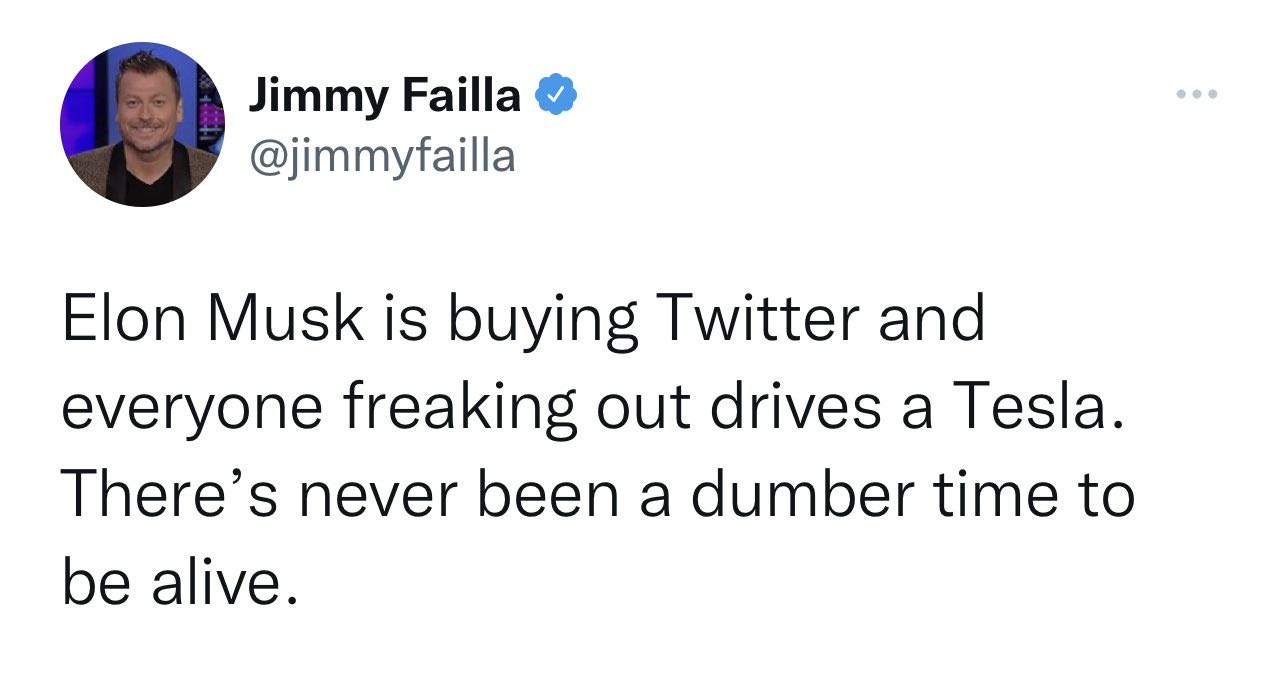 Jimmy Failla
@jimmyfailla
Elon Musk is buying Twitter and
everyone freaking out drives a Tesla.
There’s never been a dumber time to
be alive.